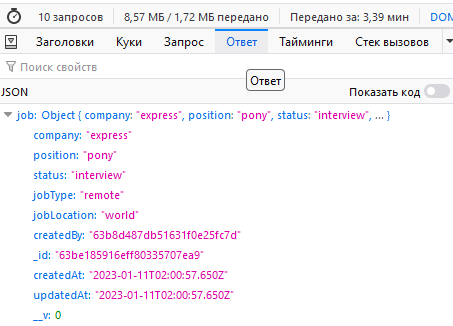 10 запросов 8,57 МБ / 1,72 МБ передано Передано за: 3,39 мин DOM
Заголовки Куки Запрос Ответ Тайминги Стек вызовов
Поиск свойств
Ответ
JSON Показать код
job: Object { company: "express", position: "pony", status: "interview", … }
company: "express"
position: "pony"
status: "interview"
jobType: "remote"
jobLocation: "world"
createdBy: "63b8d487db51631f0e25fc7d"
_id: "63be185916eff80335707ea9"
createdAt: "2023-01-11T02:00:57.650Z"
updatedAt: "2023-01-11T02:00:57.650Z"
__v: 0